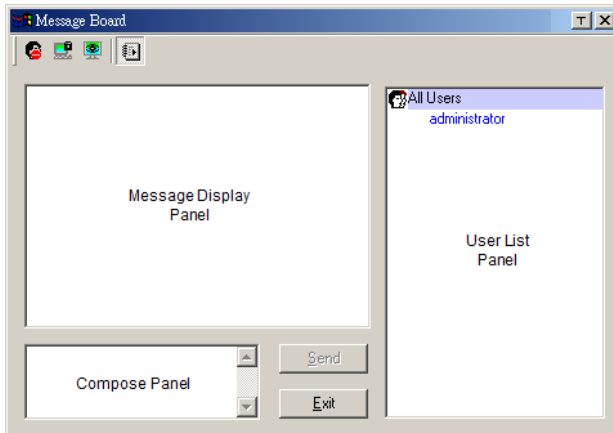 Message Board
T
All Users
administrator
Message Display
Panel
User List
Panel
Compose Panel
Send
Exit